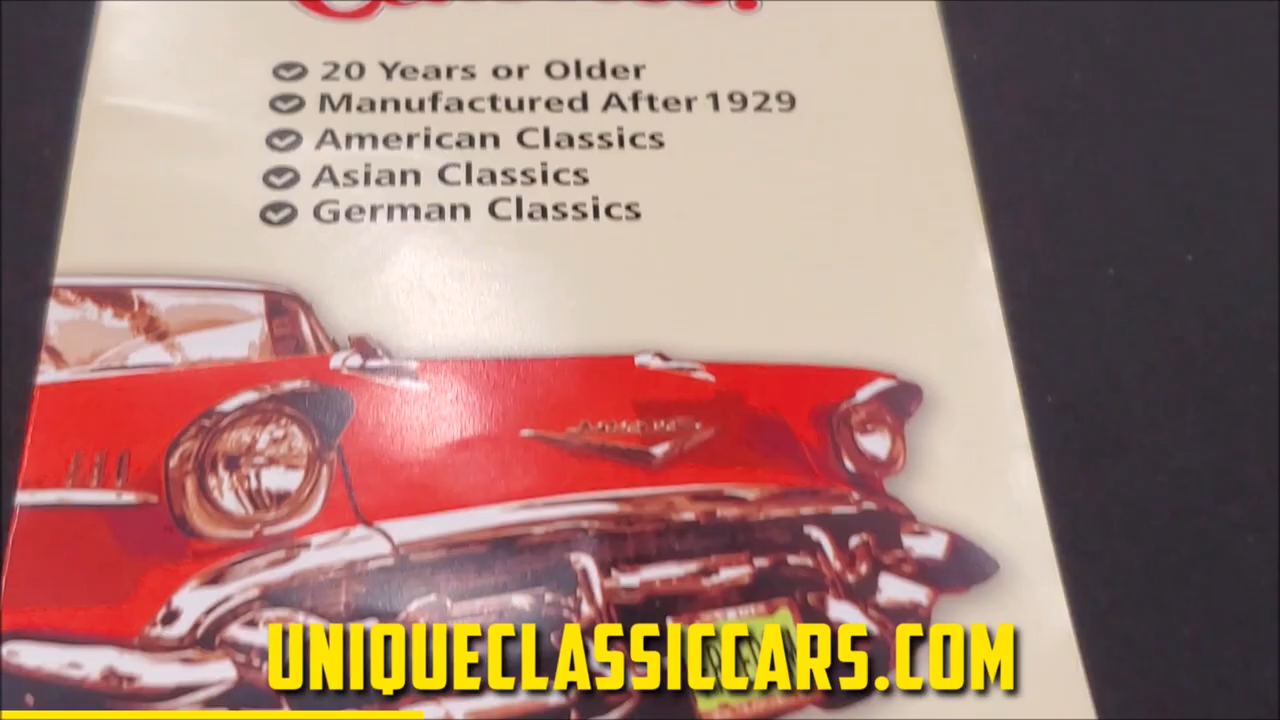 20 Years or Older
Manufactured After 1929
American Classics
Asian Classics
German Classics
UNIQUECLASSICCARS.COM